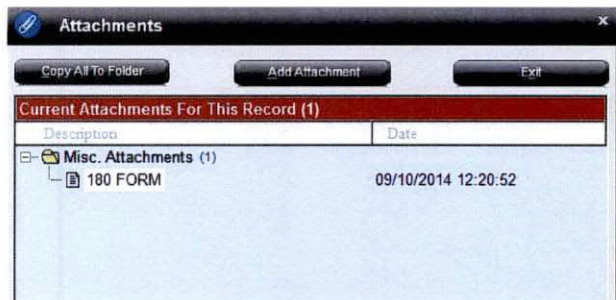 Attachments
Copy All To Folder Add Attachment Exit
Current Attachments For This Record (1)
Description Date
Misc. Attachments (1)
180 FORM 09/10/2014 12:20:52